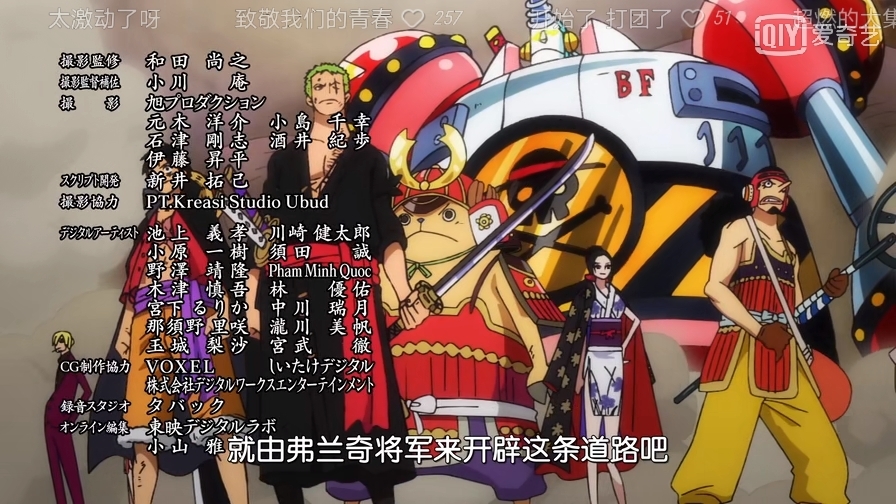 太激动了呀 致敬我们的青春 257 开始了 打团了 51 超燃的大集
iQIYI 爱奇艺
撮影監修 和田 尚之
撮影監督補佐 小川 庵
撮影 旭プロダクション
元木 洋介 小島 千幸
石津 剛志 酒井 紀歩
伊藤 昇平
スクリプト開発 新井 拓己
撮影協力 PT.Kreasi Studio Ubud
デジタルアーティスト 池上 義孝 川崎 健太郎
小原 一樹 須田 誠
野澤 靖隆 Pham Minh Quoc
木津 慎吾 林 優佑
宮下 るりか 中川 瑞月
那須野 里咲 瀧川 美帆
玉城 梨沙 宮武 徹
CG制作協力 VOXEL しいたけデジタル
株式会社デジタルワークスエンターテインメント
録音スタジオ タバック
オンライン編集 東映デジタルラボ
小山 雅
BF
就由弗兰奇将军来开辟这条道路吧